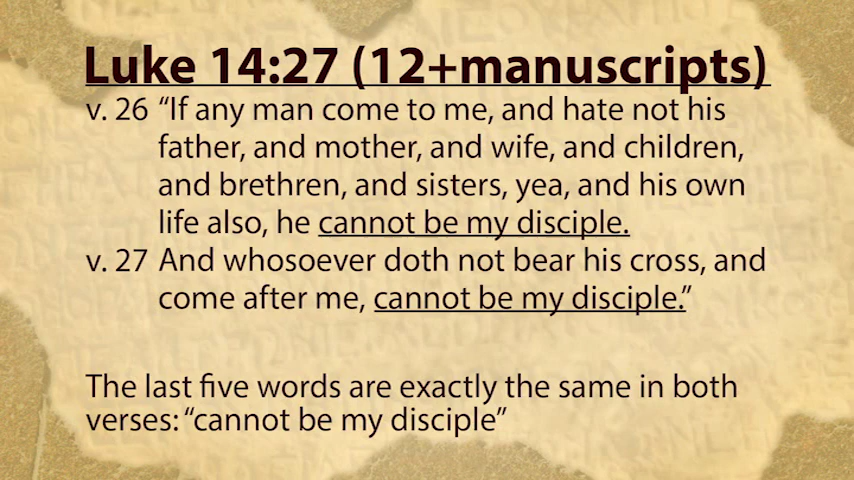 Luke 14:27 (12+manuscripts)
v. 26 “If any man come to me, and hate not his
father, and mother, and wife, and children,
and brethren, and sisters, yea, and his own
life also, he cannot be my disciple.
v. 27 And whosoever doth not bear his cross, and
come after me, cannot be my disciple.”
The last five words are exactly the same in both
verses: “cannot be my disciple”